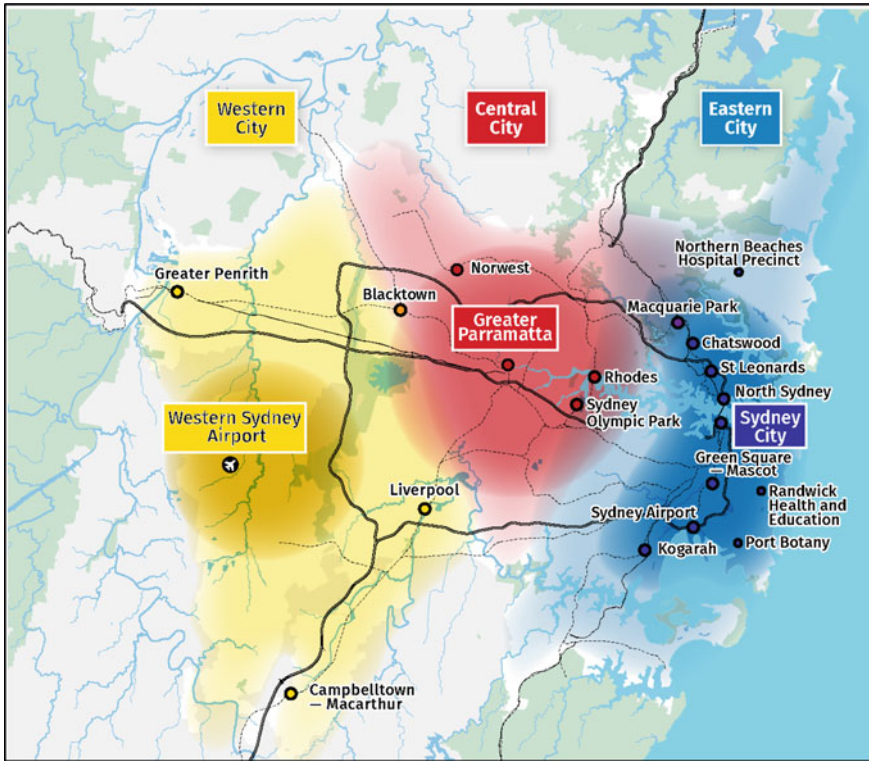 Western
City
Central
City
Eastern
City
Northern Beaches
Hospital Precinct
Greater Penrith
Norwest
Blacktown
Macquarie Park
Greater
Parramatta
Chatswood
St Leonards
Rhodes
North Sydney
Sydney
Olympic Park
Western Sydney
Airport
Sydney
City
Green Square
— Mascot
Liverpool
Randwick
Health and
Education
Sydney Airport
Port Botany
Kogarah
Campbelltown
— Macarthur